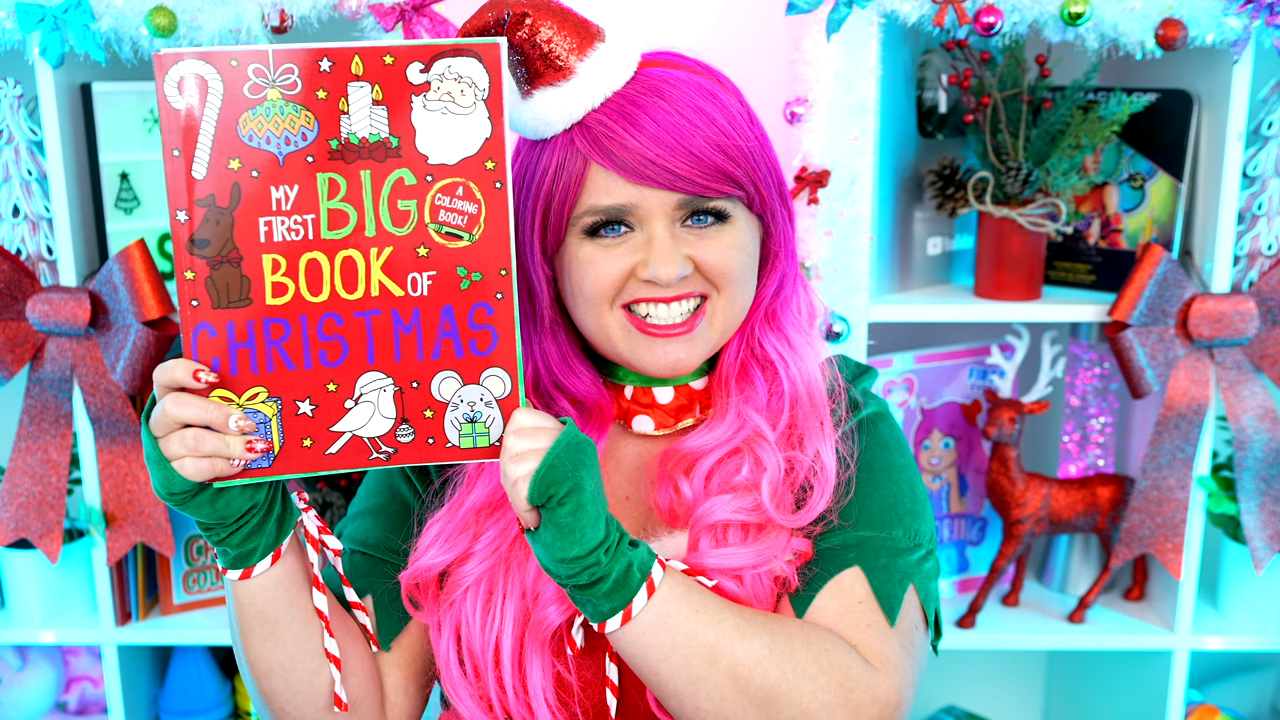 MY
FIRST BIG
A
COLORING
BOOK!
BOOK OF
CHRISTMAS